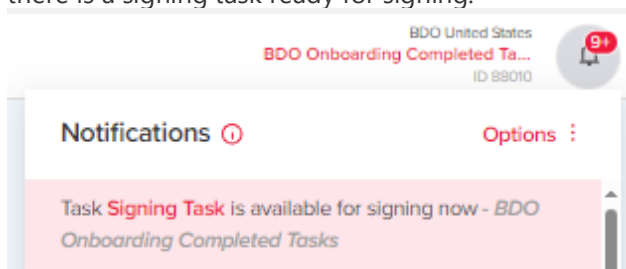 there is a signing task ready for signing.
BDO United States
BDO Onboarding Completed Ta...
ID 88010
9+
Notifications
Options
Task Signing Task is available for signing now - BDO
Onboarding Completed Tasks